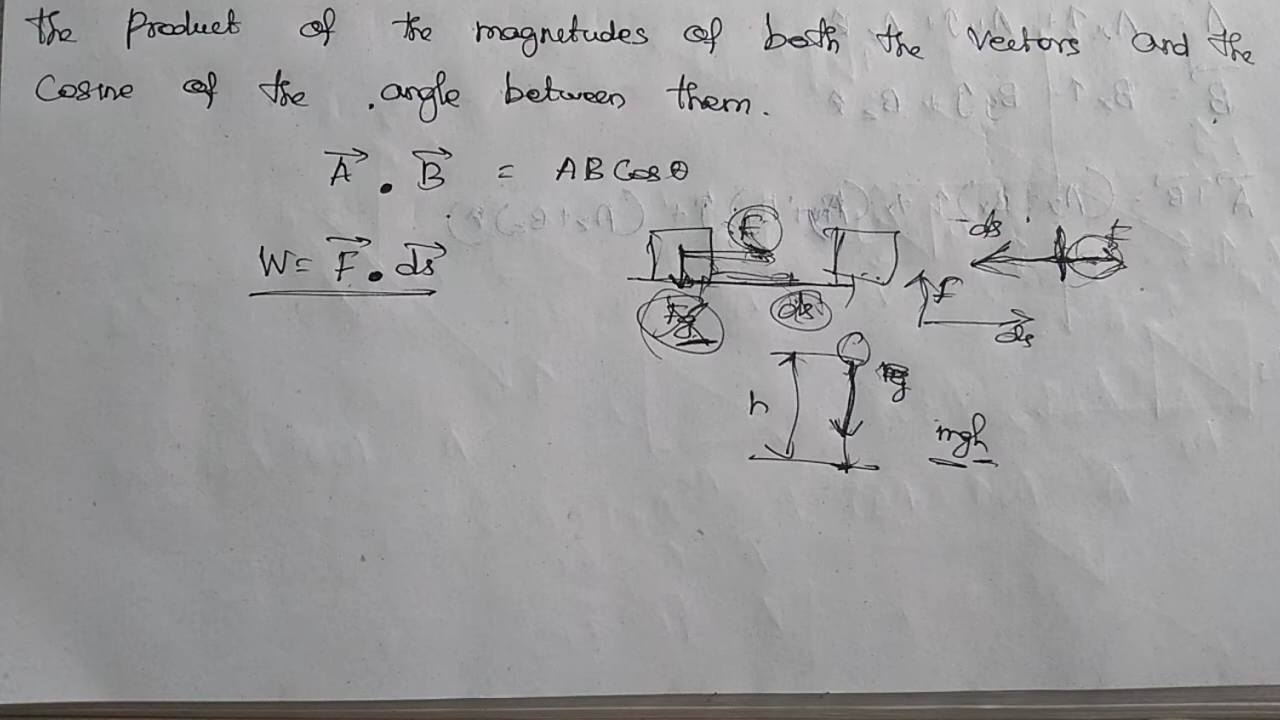 the product of the magnetudes of both the vectors and the
Cosine of the angle between them.
A⃗ . B⃗ = AB Cosθ
W = F⃗ . ds⃗
F
-ds
F
F
ds
ds
h
mgh